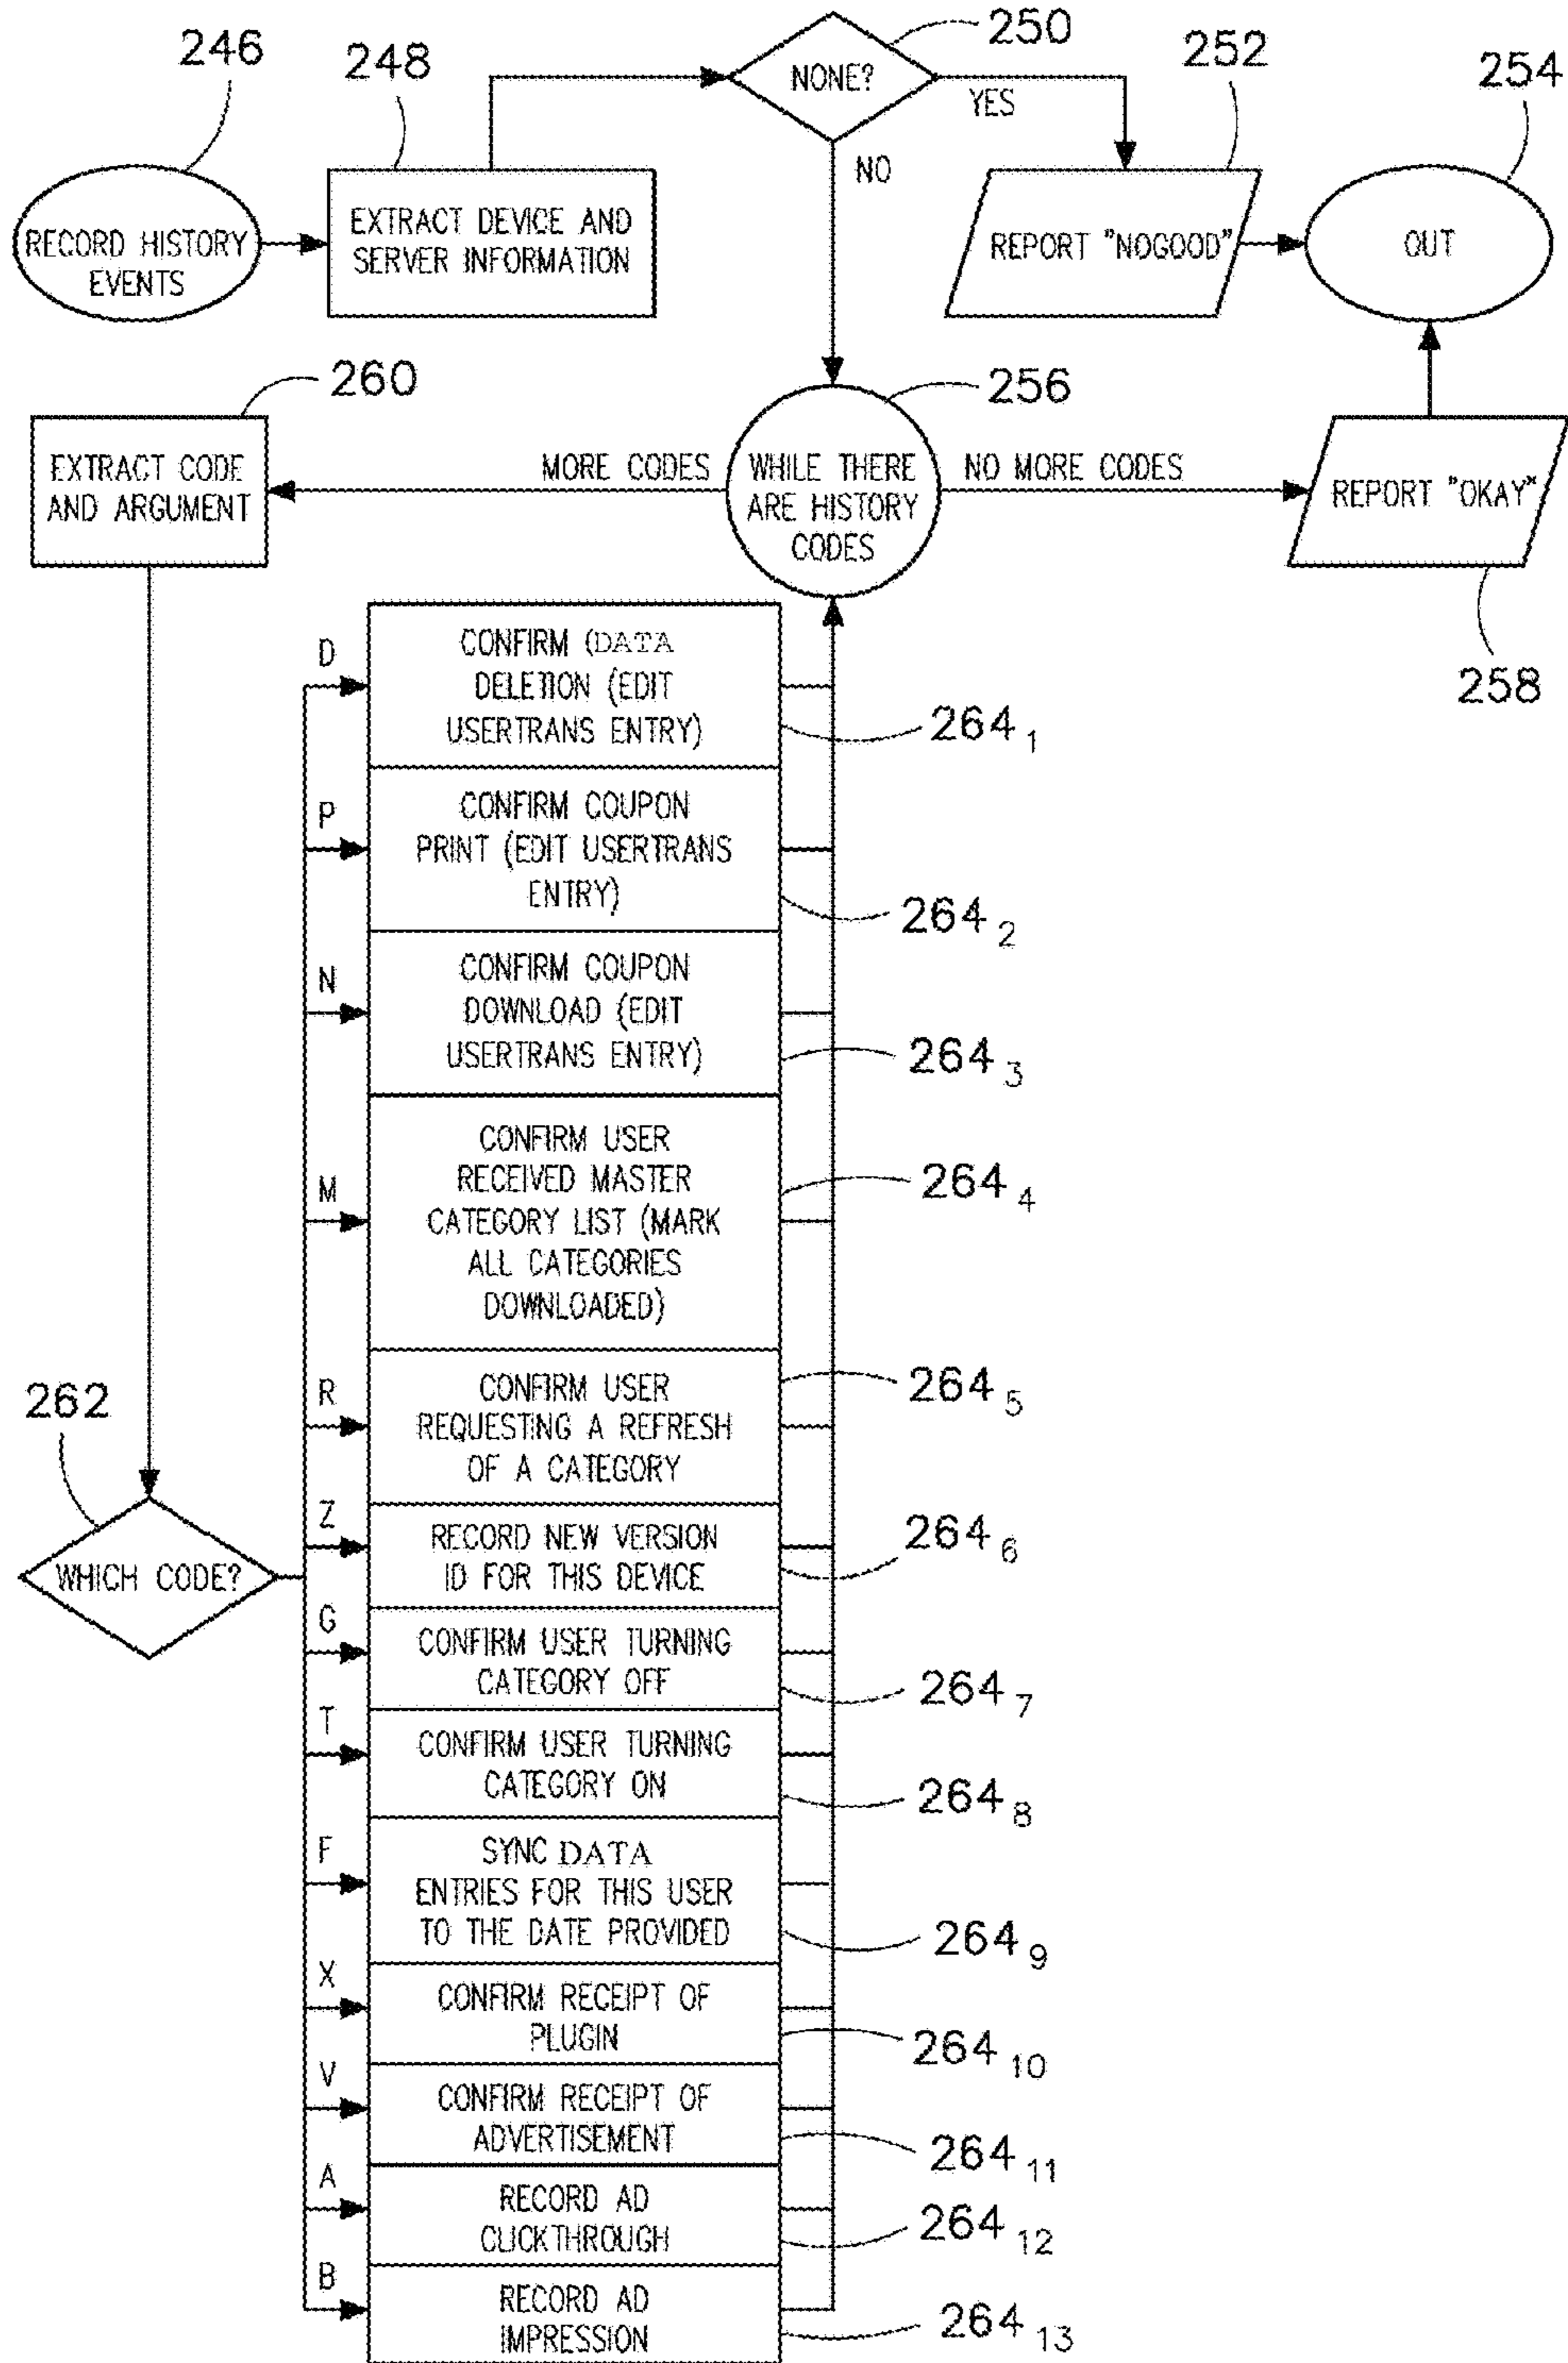 246
248
250
252
254
NONE?
YES
NO
RECORD HISTORY
EVENTS
EXTRACT DEVICE AND
SERVER INFORMATION
REPORT "NOGOOD"
OUT
260
256
EXTRACT CODE
AND ARGUMENT
MORE CODES
WHILE THERE
ARE HISTORY
CODES
NO MORE CODES
REPORT "OKAY"
258
D
CONFIRM (DATA
DELETION (EDIT
USERTRANS ENTRY)
264 1
P
CONFIRM COUPON
PRINT (EDIT USERTRANS
ENTRY)
264 2
N
CONFIRM COUPON
DOWNLOAD (EDIT
USERTRANS ENTRY)
264 3
M
CONFIRM USER
RECEIVED MASTER
CATEGORY LIST (MARK
ALL CATEGORIES
DOWNLOADED)
264 4
R
CONFIRM USER
REQUESTING A REFRESH
OF A CATEGORY
264 5
262
WHICH CODE?
Z
RECORD NEW VERSION
ID FOR THIS DEVICE
264 6
G
CONFIRM USER TURNING
CATEGORY OFF
264 7
T
CONFIRM USER TURNING
CATEGORY ON
264 8
F
SYNC DATA
ENTRIES FOR THIS USER
TO THE DATE PROVIDED
264 9
X
CONFIRM RECEIPT OF
PLUGIN
264 10
V
CONFIRM RECEIPT OF
ADVERTISEMENT
264 11
A
RECORD AD
CLICKTHROUGH
264 12
B
RECORD AD
IMPRESSION
264 13